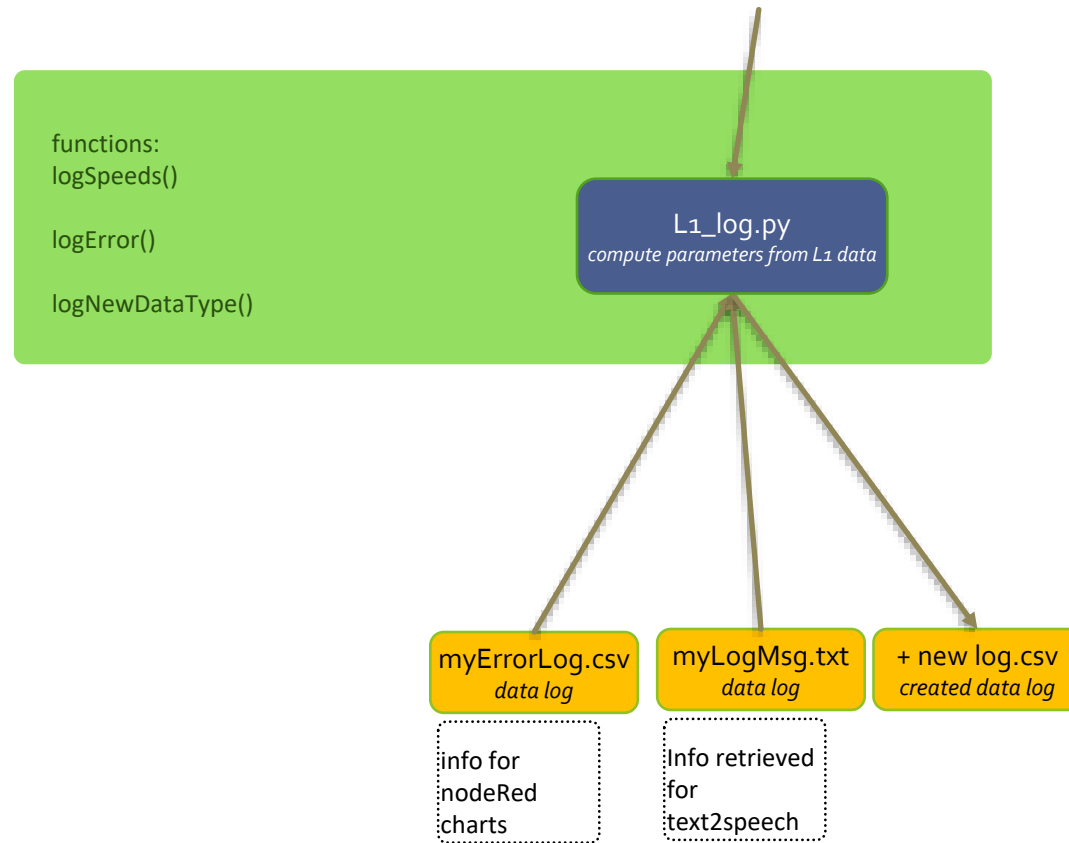 functions:
logSpeeds()
logError()
logNewDataType()
L1_log.py
compute parameters from L1 data
myErrorLog.csv
data log
myLogMsg.txt
data log
+ new log.csv
created data log
info for
nodeRed
charts
Info retrieved
for
text2speech